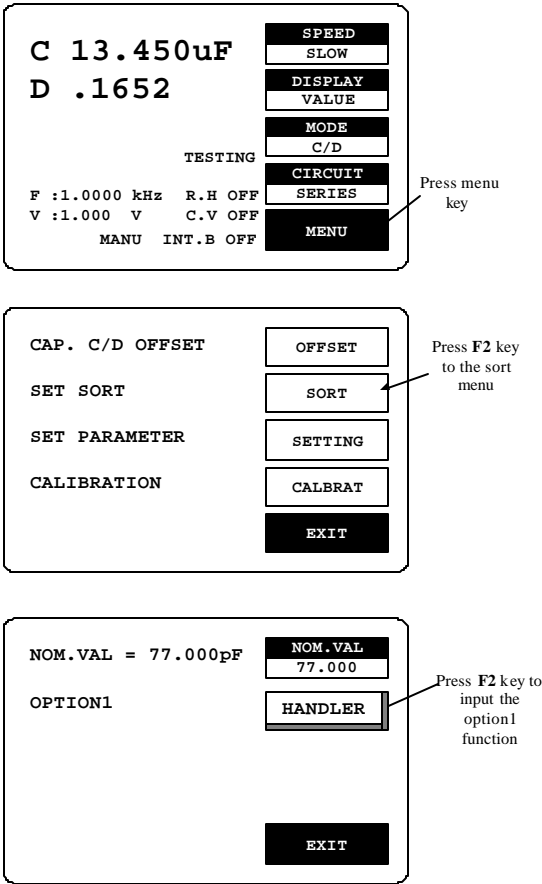 C 13.450uF
D .1652
TESTING
F :1.0000 kHz R.H OFF
V :1.000 V C.V OFF
MANU INT.B OFF
SPEED
SLOW
DISPLAY
VALUE
MODE
C/D
CIRCUIT
SERIES
MENU
Press menu
key
CAP. C/D OFFSET
OFFSET
SET SORT
SORT
SET PARAMETER
SETTING
CALIBRATION
CALBRAT
EXIT
Press F2 key
to the sort
menu
NOM.VAL = 77.000pF
NOM.VAL
77.000
OPTION1
HANDLER
EXIT
Press F2 key to
input the
option1
function